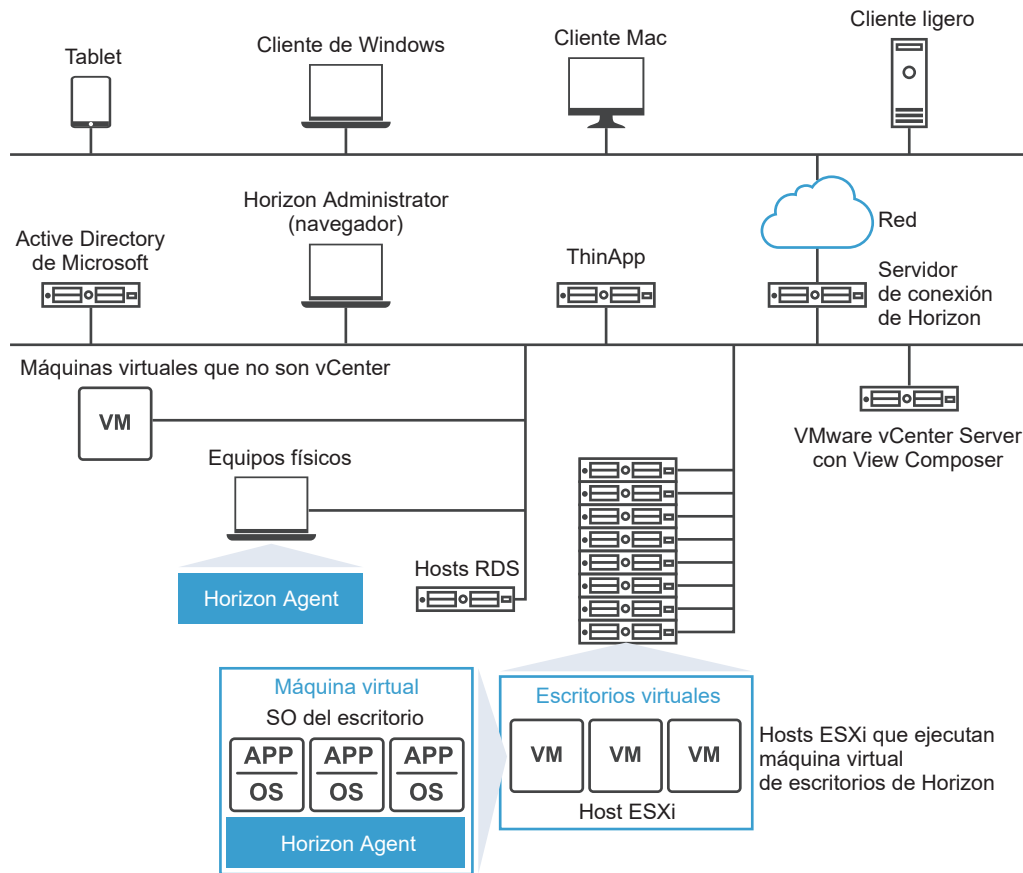 Tablet
Cliente de Windows
Cliente Mac
Cliente ligero
Active Directory
de Microsoft
Horizon Administrator
(navegador)
ThinApp
Red
Servidor
de conexión
de Horizon
Máquinas virtuales que no son vCenter
VM
VMware vCenter Server
con View Composer
Equipos físicos
Horizon Agent
Hosts RDS
Máquina virtual
SO del escritorio
APP APP APP
OS OS OS
Horizon Agent
Escritorios virtuales
VM VM VM
Host ESXi
Hosts ESXi que ejecutan
máquina virtual
de escritorios de Horizon